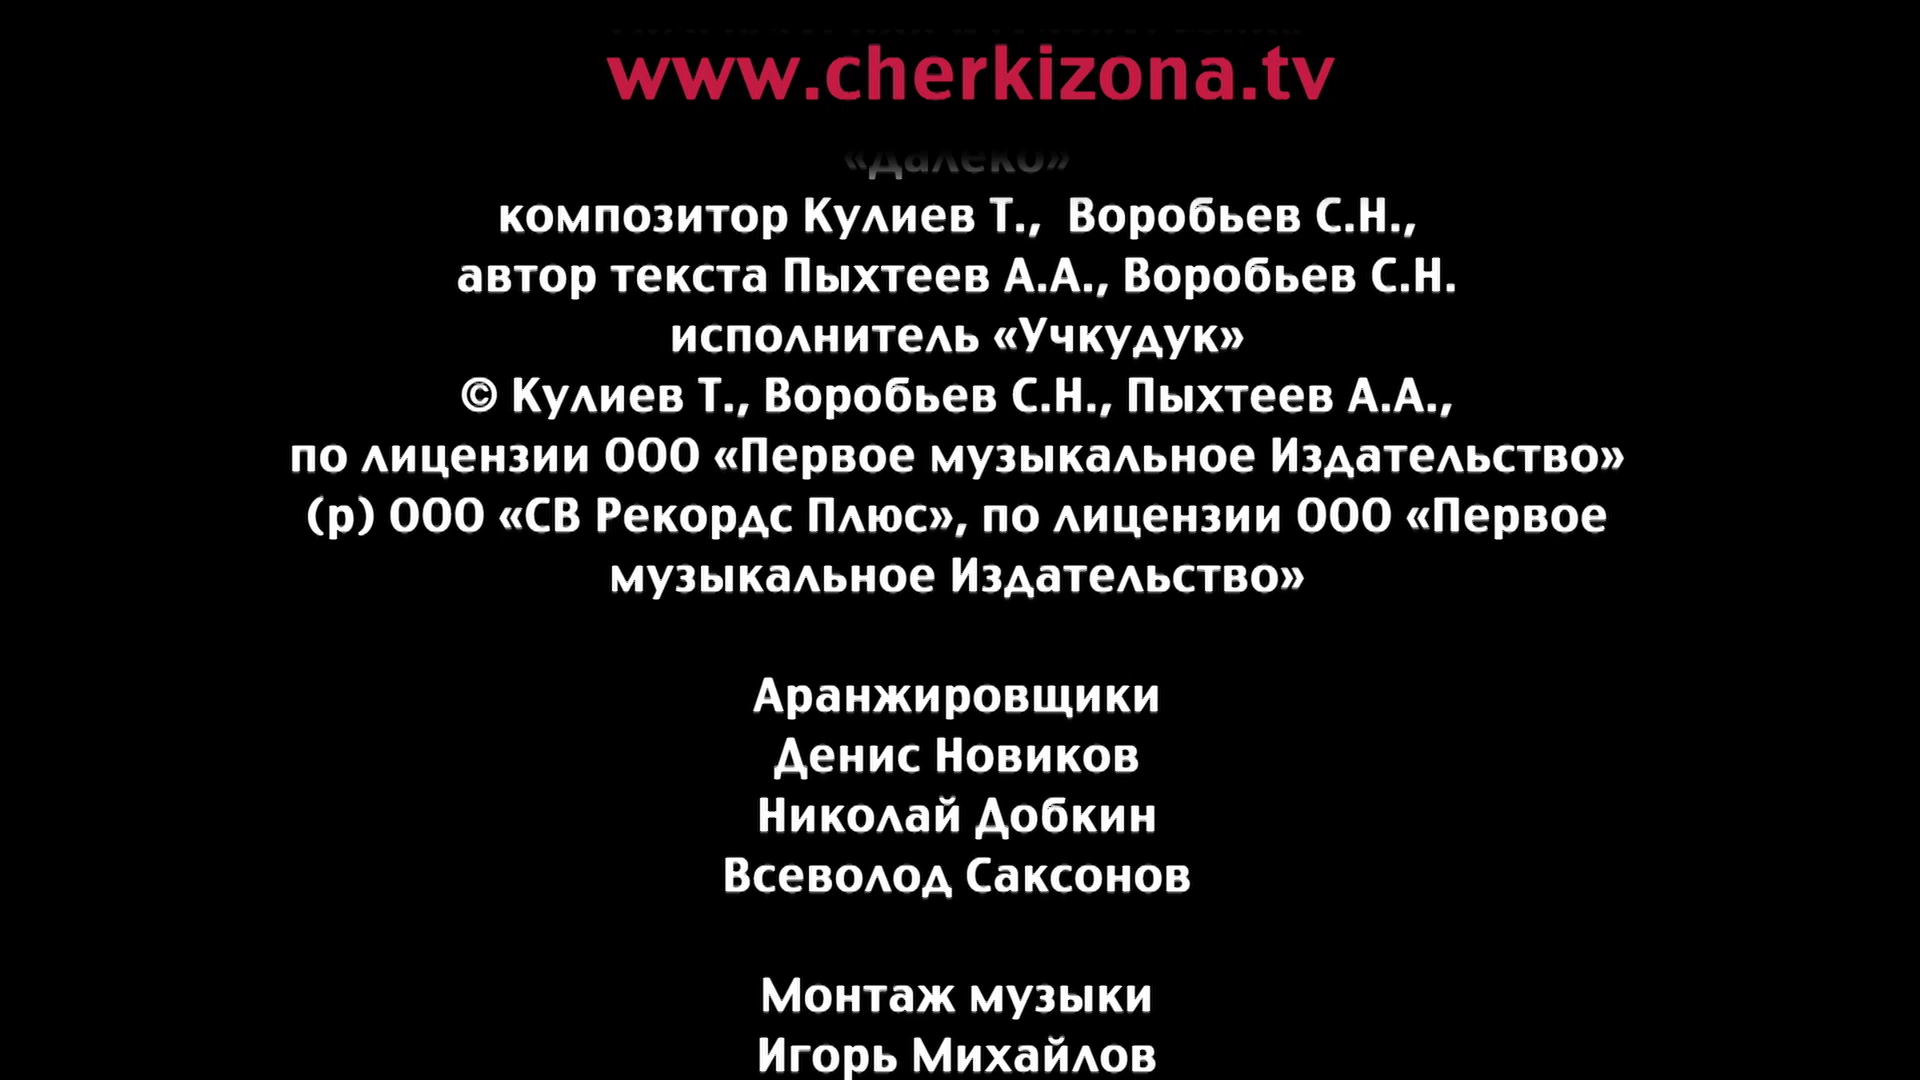 www.cherkizona.tv
«Далеко»
композитор Кулиев Т., Воробьев С.Н.,
автор текста Пыхтеев А.А., Воробьев С.Н.
исполнитель «Учкудук»
© Кулиев Т., Воробьев С.Н., Пыхтеев А.А.,
по лицензии ООО «Первое музыкальное Издательство»
(р) ООО «СВ Рекордс Плюс», по лицензии ООО «Первое
музыкальное Издательство»
Аранжировщики
Денис Новиков
Николай Добкин
Всеволод Саксонов
Монтаж музыки
Игорь Михайлов